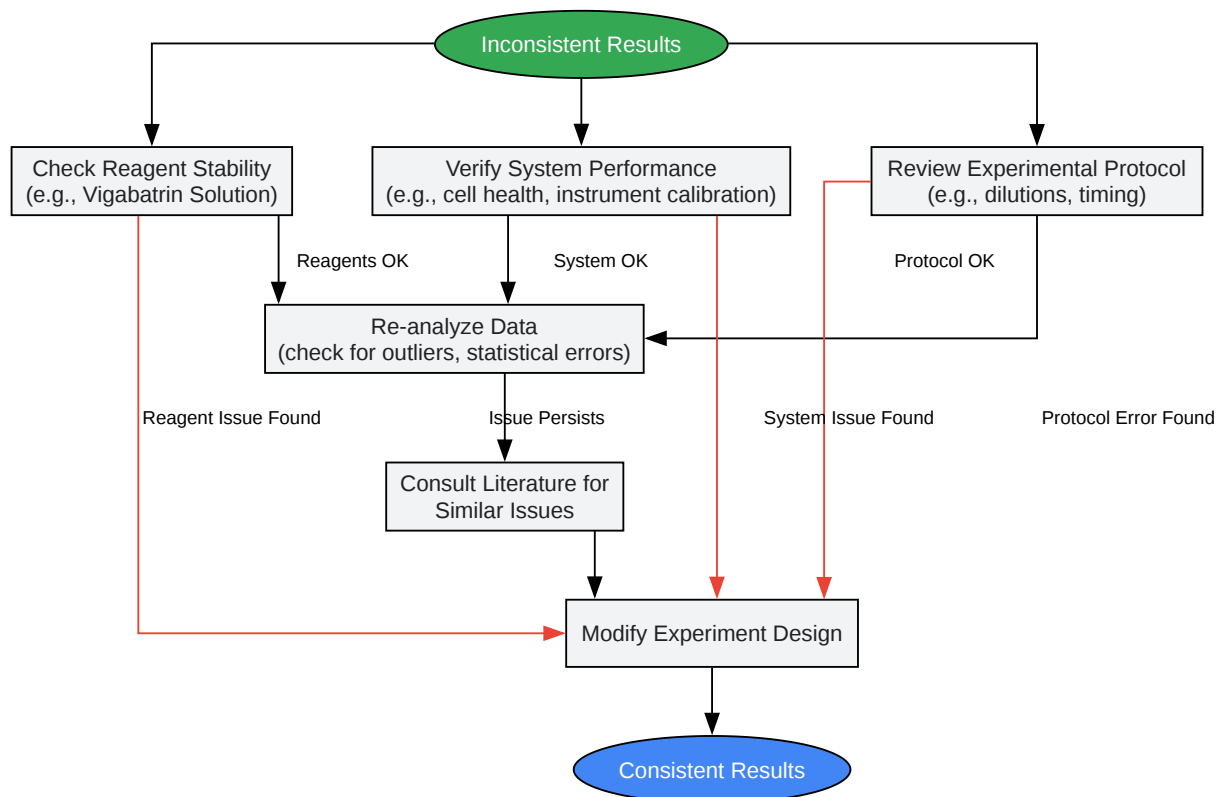 Inconsistent Results
Check Reagent Stability
(e.g., Vigabatrin Solution)
Verify System Performance
(e.g., cell health, instrument calibration)
Review Experimental Protocol
(e.g., dilutions, timing)
Reagents OK
System OK
Protocol OK
Re-analyze Data
(check for outliers, statistical errors)
Reagent Issue Found
Issue Persists
System Issue Found
Protocol Error Found
Consult Literature for
Similar Issues
Modify Experiment Design
Consistent Results